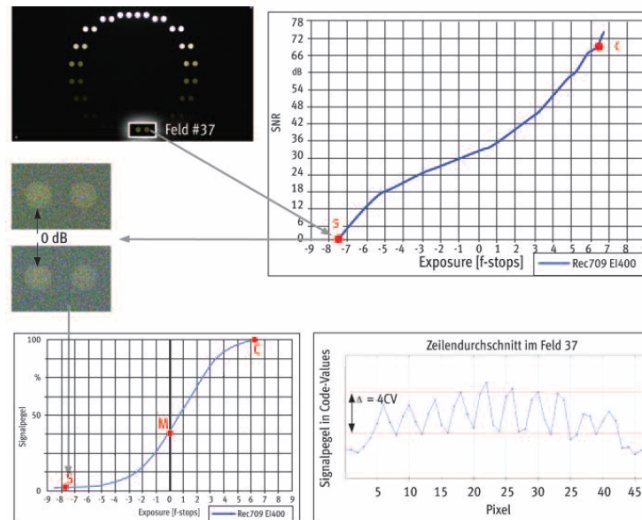 Feld #37
SNR
78
72
66
dB
54
48
42
36
30
24
18
12
6
0
C
S
-9 -8 -7 -6 -5 -4 -3 -2 -1 0 1 2 3 4 5 6 7 8
Exposure [f-stops]
Rec709 EI400
0 dB
Signalpegel
100
%
50
0
C
M
S
-9 -8 -7 -6 -5 -4 -3 -2 -1 0 1 2 3 4 5 6 7 8 9
Exposure [f-stops]
Rec709 EI400
Zeilendurchschnitt im Feld 37
Signalpegel in Code-Values
Δ = 4CV
5 10 15 20 25 30 35 40 45
Pixel